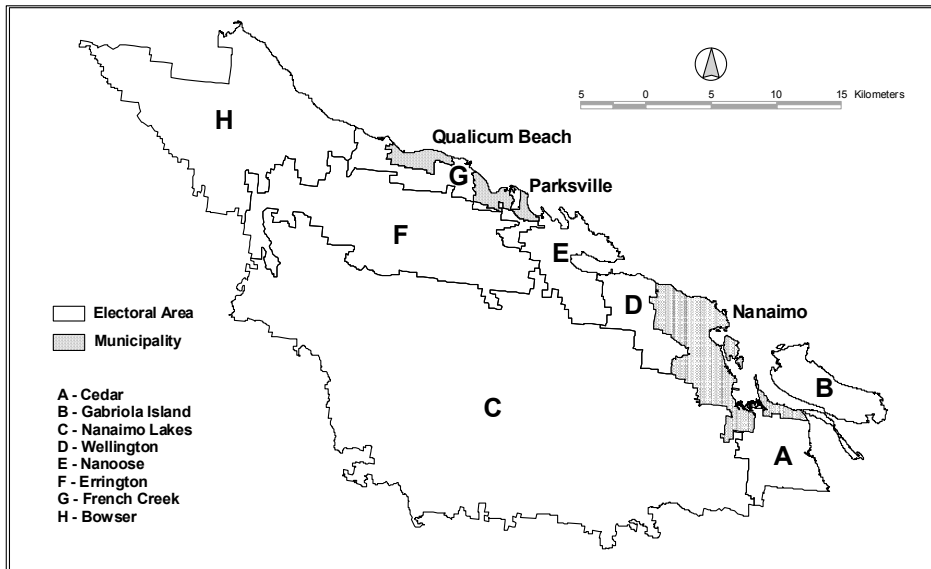 5 0 5 10 15 Kilometers
H
Qualicum Beach
G
Parksville
F
E
Electoral Area
D
Nanaimo
Municipality
B
A - Cedar
B - Gabriola Island
C - Nanaimo Lakes
D - Wellington
E - Nanoose
F - Errington
G - French Creek
H - Bowser
C
A